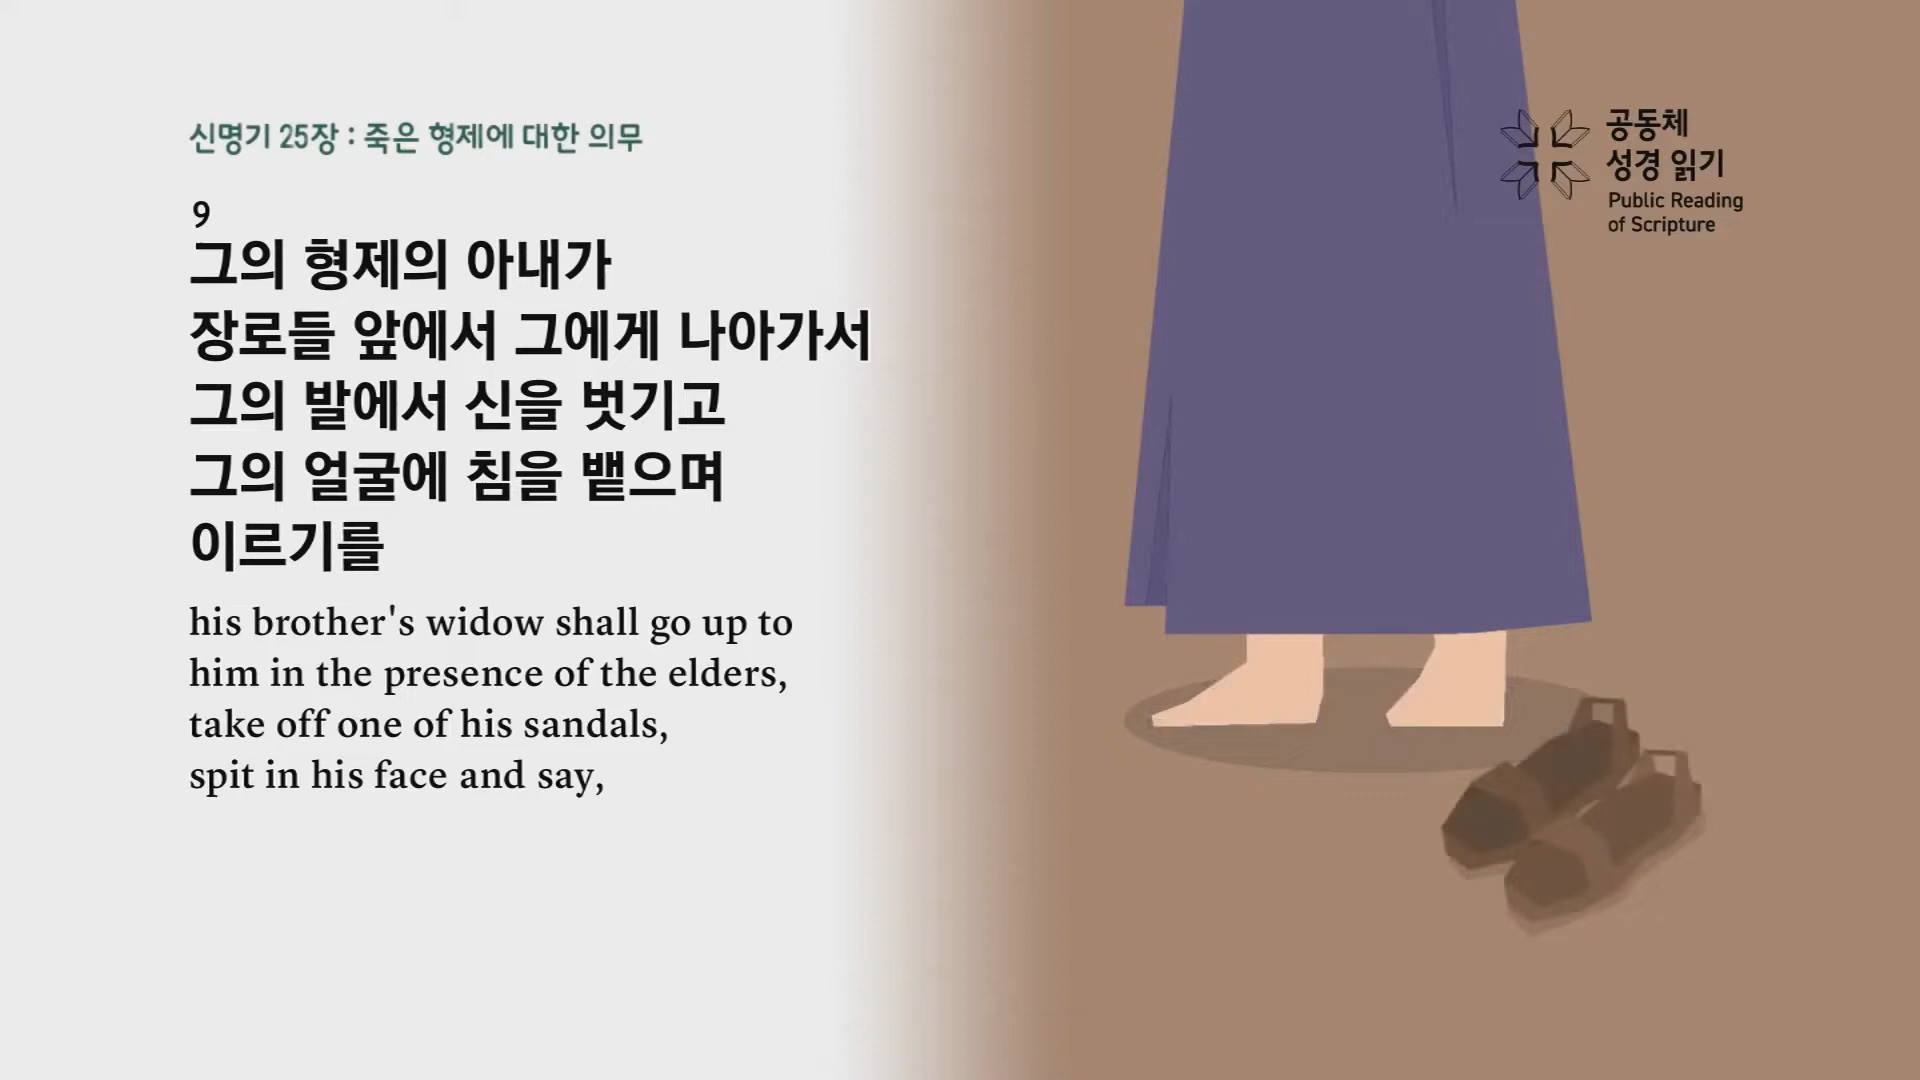 신명기 25장 : 죽은 형제에 대한 의무
9
그의 형제의 아내가
장로들 앞에서 그에게 나아가서
그의 발에서 신을 벗기고
그의 얼굴에 침을 뱉으며
이르기를
his brother's widow shall go up to
him in the presence of the elders,
take off one of his sandals,
spit in his face and say,
공동체
성경 읽기
Public Reading
of Scripture